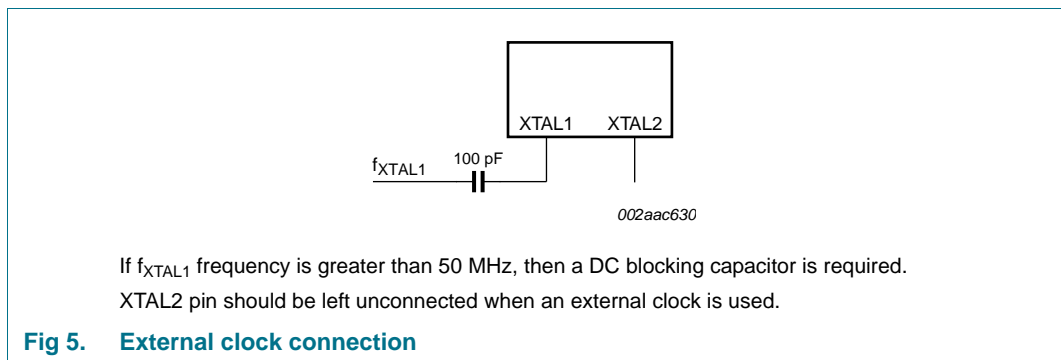 XTAL1 XTAL2
fXTAL1
100 pF
002aac630
If fXTAL1 frequency is greater than 50 MHz, then a DC blocking capacitor is required.
XTAL2 pin should be left unconnected when an external clock is used.
Fig 5. External clock connection